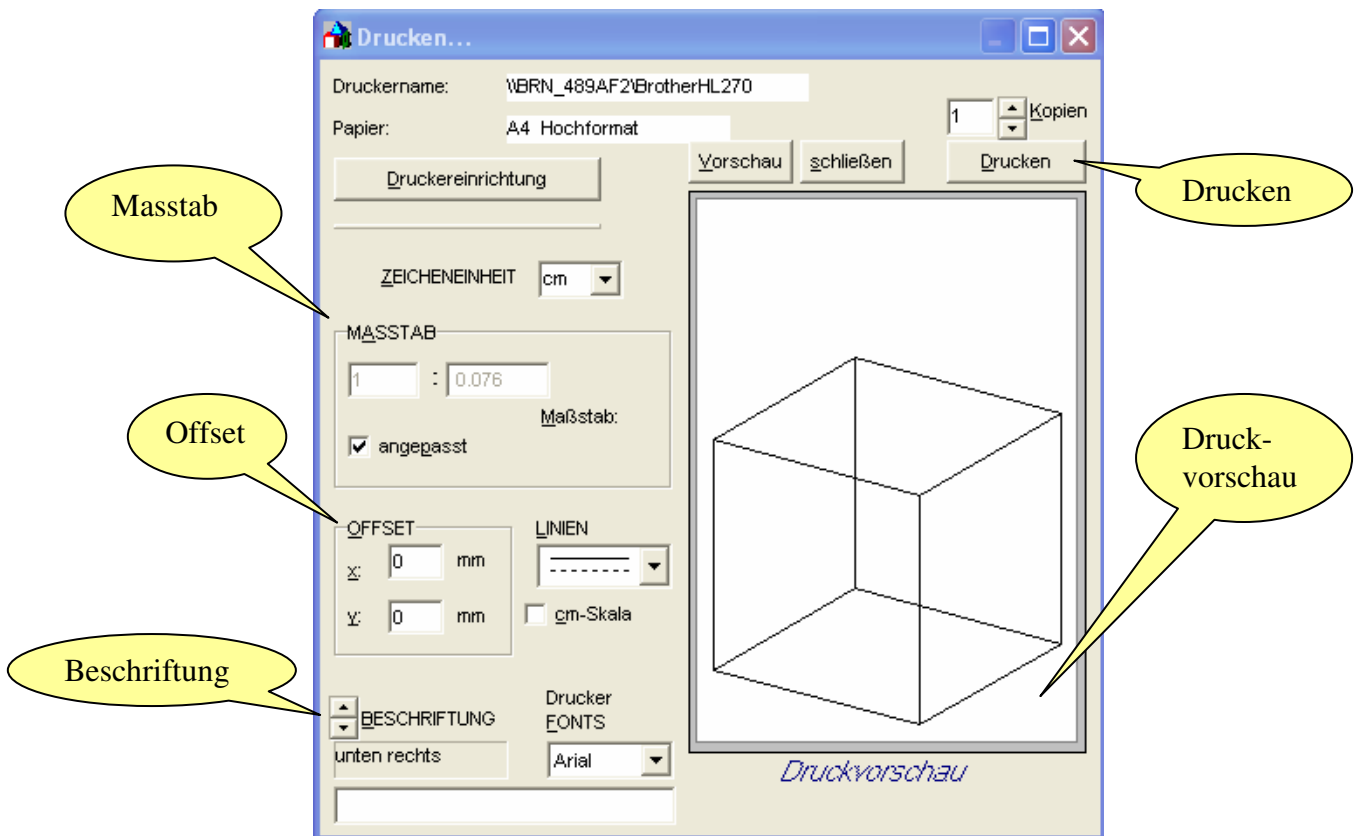 Drucken...
Druckername: \\BRN_489AF2\BrotherHL270
Papier: A4 Hochformat
1 Kopien
Druckereinrichtung
Vorschau schließen Drucken
Drucken
Masstab
ZEICHENEINHEIT cm
MASSTAB
1 : 0.076
Maßstab:
angepasst
Offset
Druck-
vorschau
OFFSET
x: 0 mm
Y: 0 mm
LINIEN
cm-Skala
Beschriftung
BESCHRIFTUNG
unten rechts
Drucker
FONTS
Arial
Druckvorschau